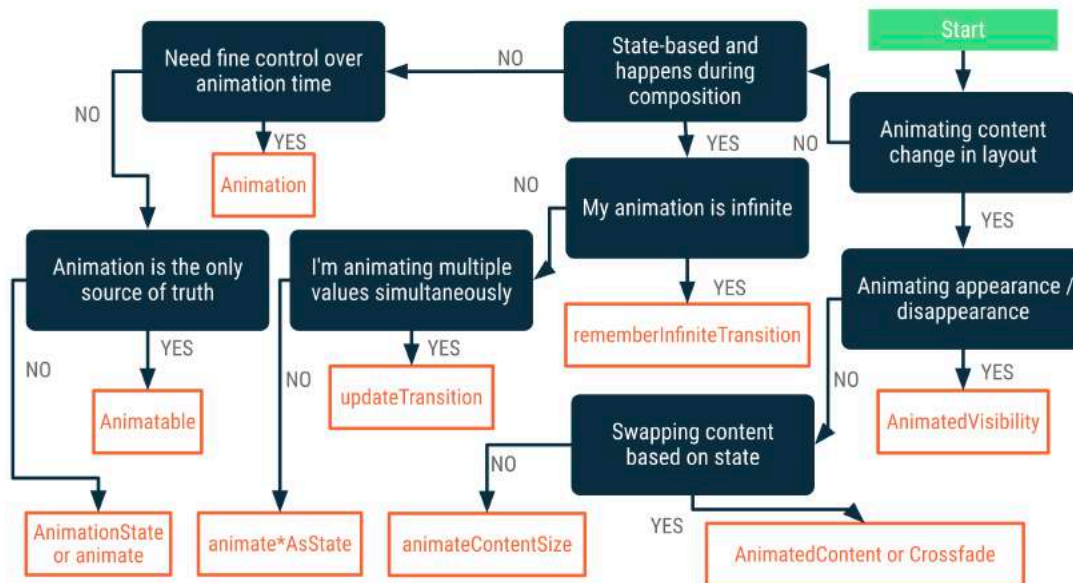 Start
Need fine control over
animation time
NO
State-based and
happens during
composition
NO
YES
Animation
YES
NO
Animating content
change in layout
NO
My animation is infinite
YES
Animation is the only
source of truth
I'm animating multiple
values simultaneously
Animating appearance /
disappearance
YES
rememberInfiniteTransition
NO
YES
Animatable
NO
YES
updateTransition
NO
YES
AnimatedVisibility
Swapping content
based on state
NO
YES
AnimationState
or animate
animate*AsState
animateContentSize
AnimatedContent or Crossfade